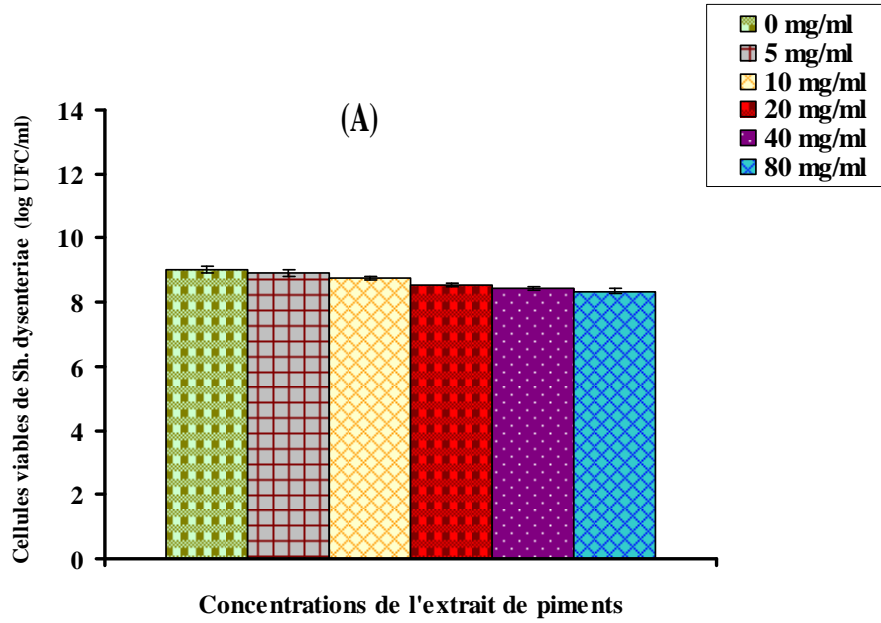 0 mg/ml
5 mg/ml
10 mg/ml
20 mg/ml
40 mg/ml
80 mg/ml
(A)
Cellules viables de Sh. dysenteriae (log UFC/ml)
14
12
10
8
6
4
2
0
Concentrations de l'extrait de piments